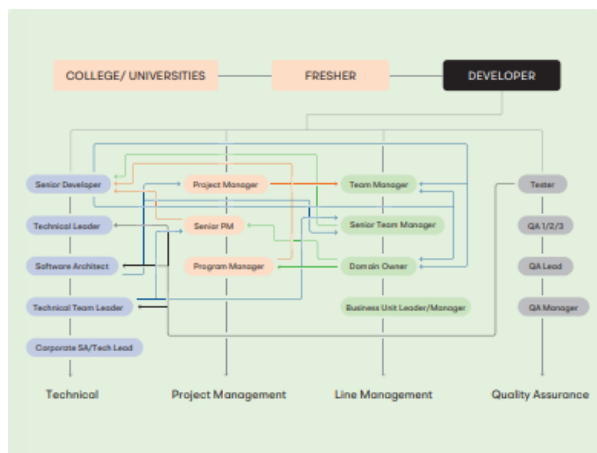 COLLEGE/ UNIVERSITIES
FRESHER
DEVELOPER
Senior Developer
Project Manager
Team Manager
Tester
Technical Leader
Senior PM
Senior Team Manager
QA 1/2/3
Software Architect
Program Manager
Domain Owner
QA Lead
Technical Team Leader
Business Unit Leader/Manager
QA Manager
Corporate SA/Tech Lead
Technical
Project Management
Line Management
Quality Assurance